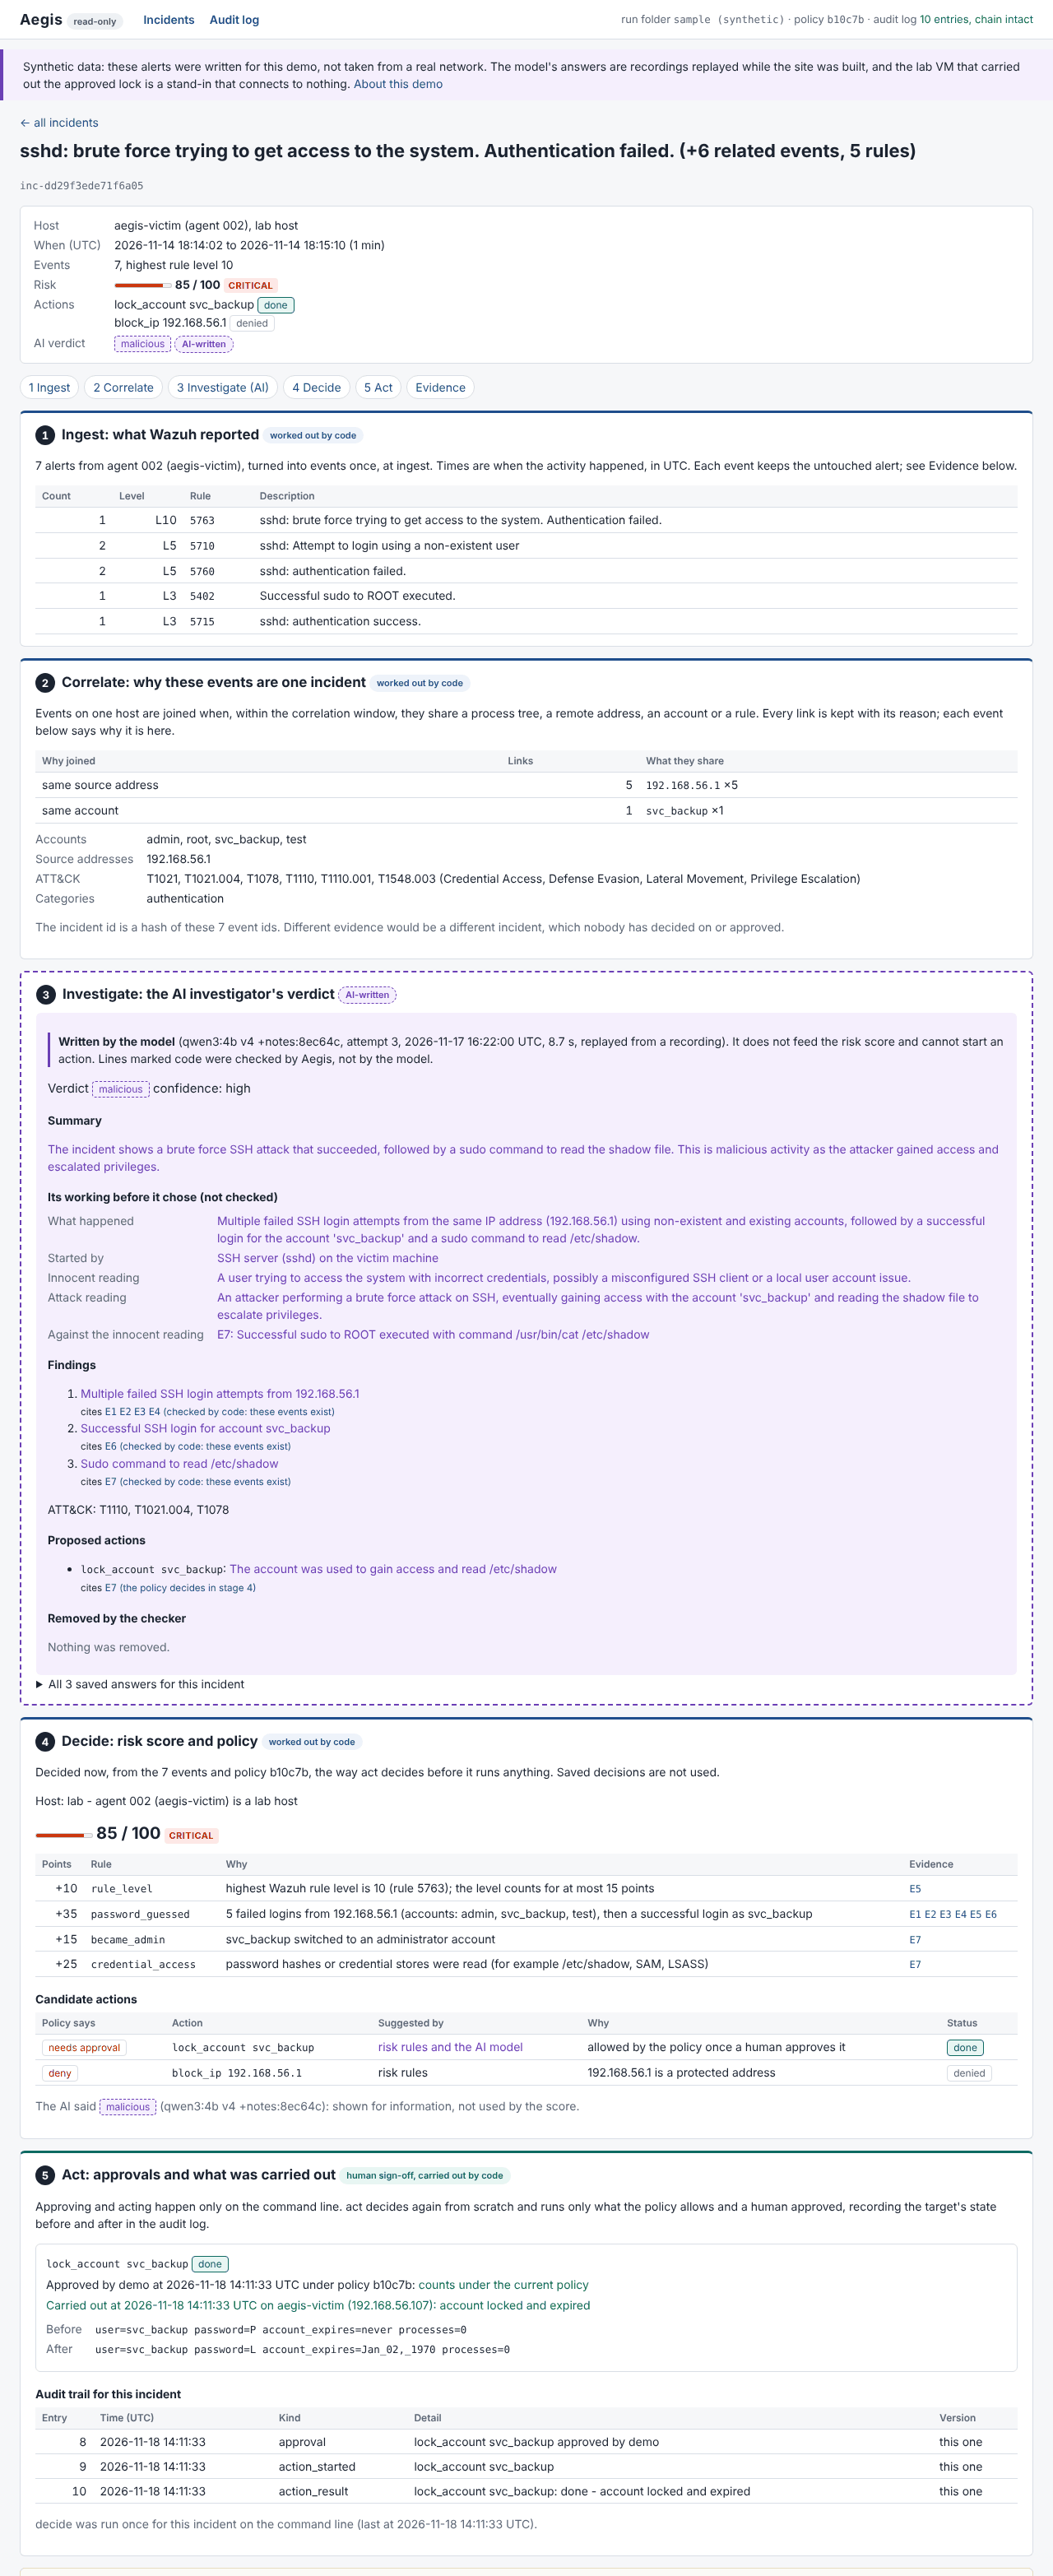 Aegis read-only Incidents Audit log run folder sample (synthetic) · policy b10c7b · audit log 10 entries, chain intact
Synthetic data: these alerts were written for this demo, not taken from a real network. The model's answers are recordings replayed while the site was built, and the lab VM that carried
out the approved lock is a stand-in that connects to nothing. About this demo
← all incidents
sshd: brute force trying to get access to the system. Authentication failed. (+6 related events, 5 rules)
inc-dd29f3ede71f6a05
Host aegis-victim (agent 002), lab host
When (UTC) 2026-11-14 18:14:02 to 2026-11-14 18:15:10 (1 min)
Events 7, highest rule level 10
Risk 85 / 100 CRITICAL
Actions lock_account svc_backup done
block_ip 192.168.56.1 denied
AI verdict malicious AI-written
1 Ingest 2 Correlate 3 Investigate (AI) 4 Decide 5 Act Evidence
1 Ingest: what Wazuh reported worked out by code
7 alerts from agent 002 (aegis-victim), turned into events once, at ingest. Times are when the activity happened, in UTC. Each event keeps the untouched alert; see Evidence below.
Count Level Rule Description
1 L10 5763 sshd: brute force trying to get access to the system. Authentication failed.
2 L5 5710 sshd: Attempt to login using a non-existent user
2 L5 5760 sshd: authentication failed.
1 L3 5402 Successful sudo to ROOT executed.
1 L3 5715 sshd: authentication success.
2 Correlate: why these events are one incident worked out by code
Events on one host are joined when, within the correlation window, they share a process tree, a remote address, an account or a rule. Every link is kept with its reason; each event
below says why it is here.
Why joined Links What they share
same source address 5 192.168.56.1 ×5
same account 1 svc_backup ×1
Accounts admin, root, svc_backup, test
Source addresses 192.168.56.1
ATT&CK T1021, T1021.004, T1078, T1110, T1110.001, T1548.003 (Credential Access, Defense Evasion, Lateral Movement, Privilege Escalation)
Categories authentication
The incident id is a hash of these 7 event ids. Different evidence would be a different incident, which nobody has decided on or approved.
3 Investigate: the AI investigator's verdict AI-written
Written by the model (qwen3:4b v4 +notes:8ec64c, attempt 3, 2026-11-17 16:22:00 UTC, 8.7 s, replayed from a recording). It does not feed the risk score and cannot start an
action. Lines marked code were checked by Aegis, not by the model.
Verdict malicious confidence: high
Summary
The incident shows a brute force SSH attack that succeeded, followed by a sudo command to read the shadow file. This is malicious activity as the attacker gained access and
escalated privileges.
Its working before it chose (not checked)
What happened Multiple failed SSH login attempts from the same IP address (192.168.56.1) using non-existent and existing accounts, followed by a successful
login for the account 'svc_backup' and a sudo command to read /etc/shadow.
Started by SSH server (sshd) on the victim machine
Innocent reading A user trying to access the system with incorrect credentials, possibly a misconfigured SSH client or a local user account issue.
Attack reading An attacker performing a brute force attack on SSH, eventually gaining access with the account 'svc_backup' and reading the shadow file to
escalate privileges.
Against the innocent reading E7: Successful sudo to ROOT executed with command /usr/bin/cat /etc/shadow
Findings
1. Multiple failed SSH login attempts from 192.168.56.1
cites E1 E2 E3 E4 (checked by code: these events exist)
2. Successful SSH login for account svc_backup
cites E6 (checked by code: these events exist)
3. Sudo command to read /etc/shadow
cites E7 (checked by code: these events exist)
ATT&CK: T1110, T1021.004, T1078
Proposed actions
• lock_account svc_backup: The account was used to gain access and read /etc/shadow
cites E7 (the policy decides in stage 4)
Removed by the checker
Nothing was removed.
▶ All 3 saved answers for this incident
4 Decide: risk score and policy worked out by code
Decided now, from the 7 events and policy b10c7b, the way act decides before it runs anything. Saved decisions are not used.
Host: lab - agent 002 (aegis-victim) is a lab host
85 / 100 CRITICAL
Points Rule Why Evidence
+10 rule_level highest Wazuh rule level is 10 (rule 5763); the level counts for at most 15 points E5
+35 password_guessed 5 failed logins from 192.168.56.1 (accounts: admin, svc_backup, test), then a successful login as svc_backup E1 E2 E3 E4 E5 E6
+15 became_admin svc_backup switched to an administrator account E7
+25 credential_access password hashes or credential stores were read (for example /etc/shadow, SAM, LSASS) E7
Candidate actions
Policy says Action Suggested by Why Status
needs approval lock_account svc_backup risk rules and the AI model allowed by the policy once a human approves it done
deny block_ip 192.168.56.1 risk rules 192.168.56.1 is a protected address denied
The AI said malicious (qwen3:4b v4 +notes:8ec64c): shown for information, not used by the score.
5 Act: approvals and what was carried out human sign-off, carried out by code
Approving and acting happen only on the command line. act decides again from scratch and runs only what the policy allows and a human approved, recording the target's state
before and after in the audit log.
lock_account svc_backup done
Approved by demo at 2026-11-18 14:11:33 UTC under policy b10c7b: counts under the current policy
Carried out at 2026-11-18 14:11:33 UTC on aegis-victim (192.168.56.107): account locked and expired
Before user=svc_backup password=P account_expires=never processes=0
After user=svc_backup password=L account_expires=Jan_02,_1970 processes=0
Audit trail for this incident
Entry Time (UTC) Kind Detail Version
8 2026-11-18 14:11:33 approval lock_account svc_backup approved by demo this one
9 2026-11-18 14:11:33 action_started lock_account svc_backup this one
10 2026-11-18 14:11:33 action_result lock_account svc_backup: done - account locked and expired this one
decide was run once for this incident on the command line (last at 2026-11-18 14:11:33 UTC).